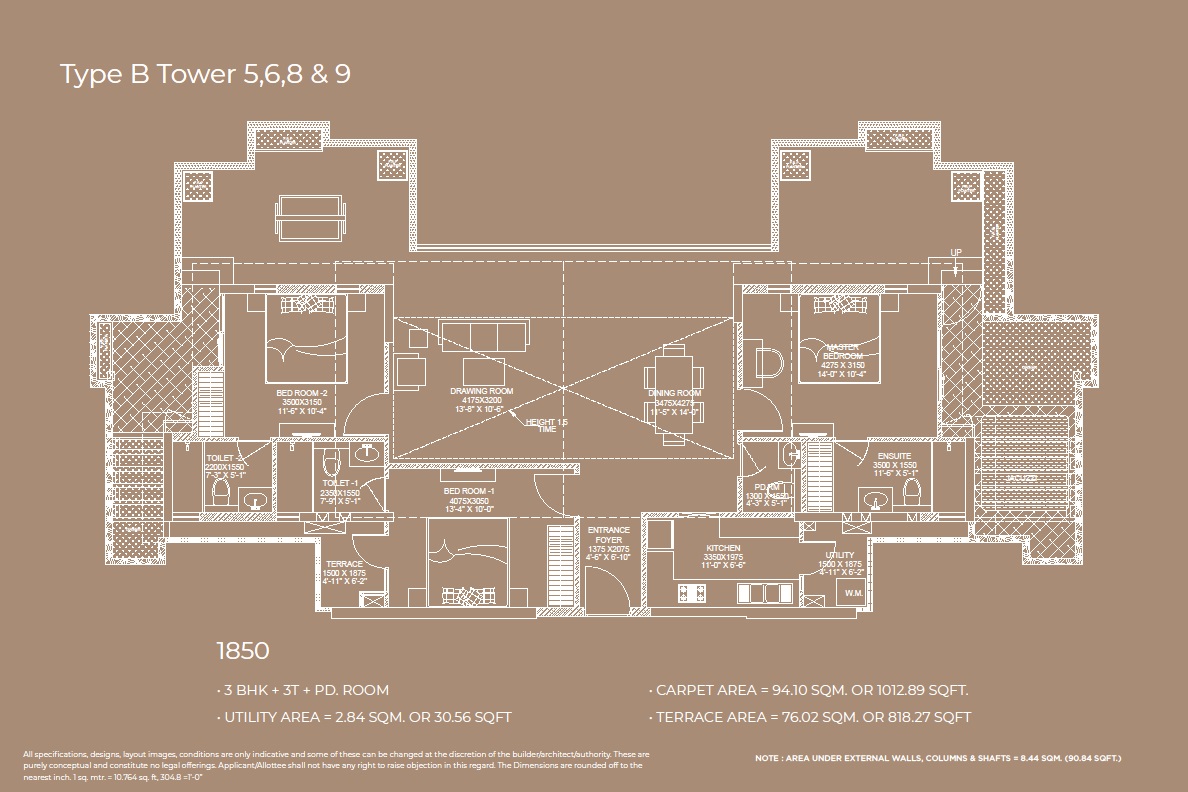 Type B Tower 5,6,8 & 9
UP
MASTER
BEDROOM
4275 X 3150
14'-0" X 10'-4"
BED ROOM -2
3500X3150
11'-6" X 10'-4"
DRAWING ROOM
4175X3200
13'-8" X 10'-6"
DINING ROOM
3475X4275
11'-5" X 14'-0"
HEIGHT 1.5
TIME
TOILET -2
2200X1550
7'-3" X 5'-1"
TOILET -1
2350X1550
7'-9" X 5'-1"
BED ROOM -1
4075X3050
13'-4" X 10'-0"
PD.RM
1300 X 1550
4'-3" X 5'-1"
ENSUITE
3500 X 1550
11'-6" X 5'-1"
JACUZZI
ENTRANCE
FOYER
1375 X2075
4'-6" X 6'-10"
KITCHEN
3350X1975
11'-0" X 6'-6"
UTILITY
1500 X 1875
4'-11" X 6'-2"
W.M.
TERRACE
1500 X 1875
4'-11" X 6'-2"
1850
• 3 BHK + 3T + PD. ROOM
• UTILITY AREA = 2.84 SQM. OR 30.56 SQFT
• CARPET AREA = 94.10 SQM. OR 1012.89 SQFT.
• TERRACE AREA = 76.02 SQM. OR 818.27 SQFT
All specifications, designs, layout images, conditions are only indicative and some of these can be changed at the discretion of the builder/architect/authority. These are
purely conceptual and constitute no legal offerings. Applicant/Allottee shall not have any right to raise objection in this regard. The Dimensions are rounded off to the
nearest inch. 1 sq. mtr. = 10.764 sq. ft, 304.8 =1'-0"
NOTE : AREA UNDER EXTERNAL WALLS, COLUMNS & SHAFTS = 8.44 SQM. (90.84 SQFT.)